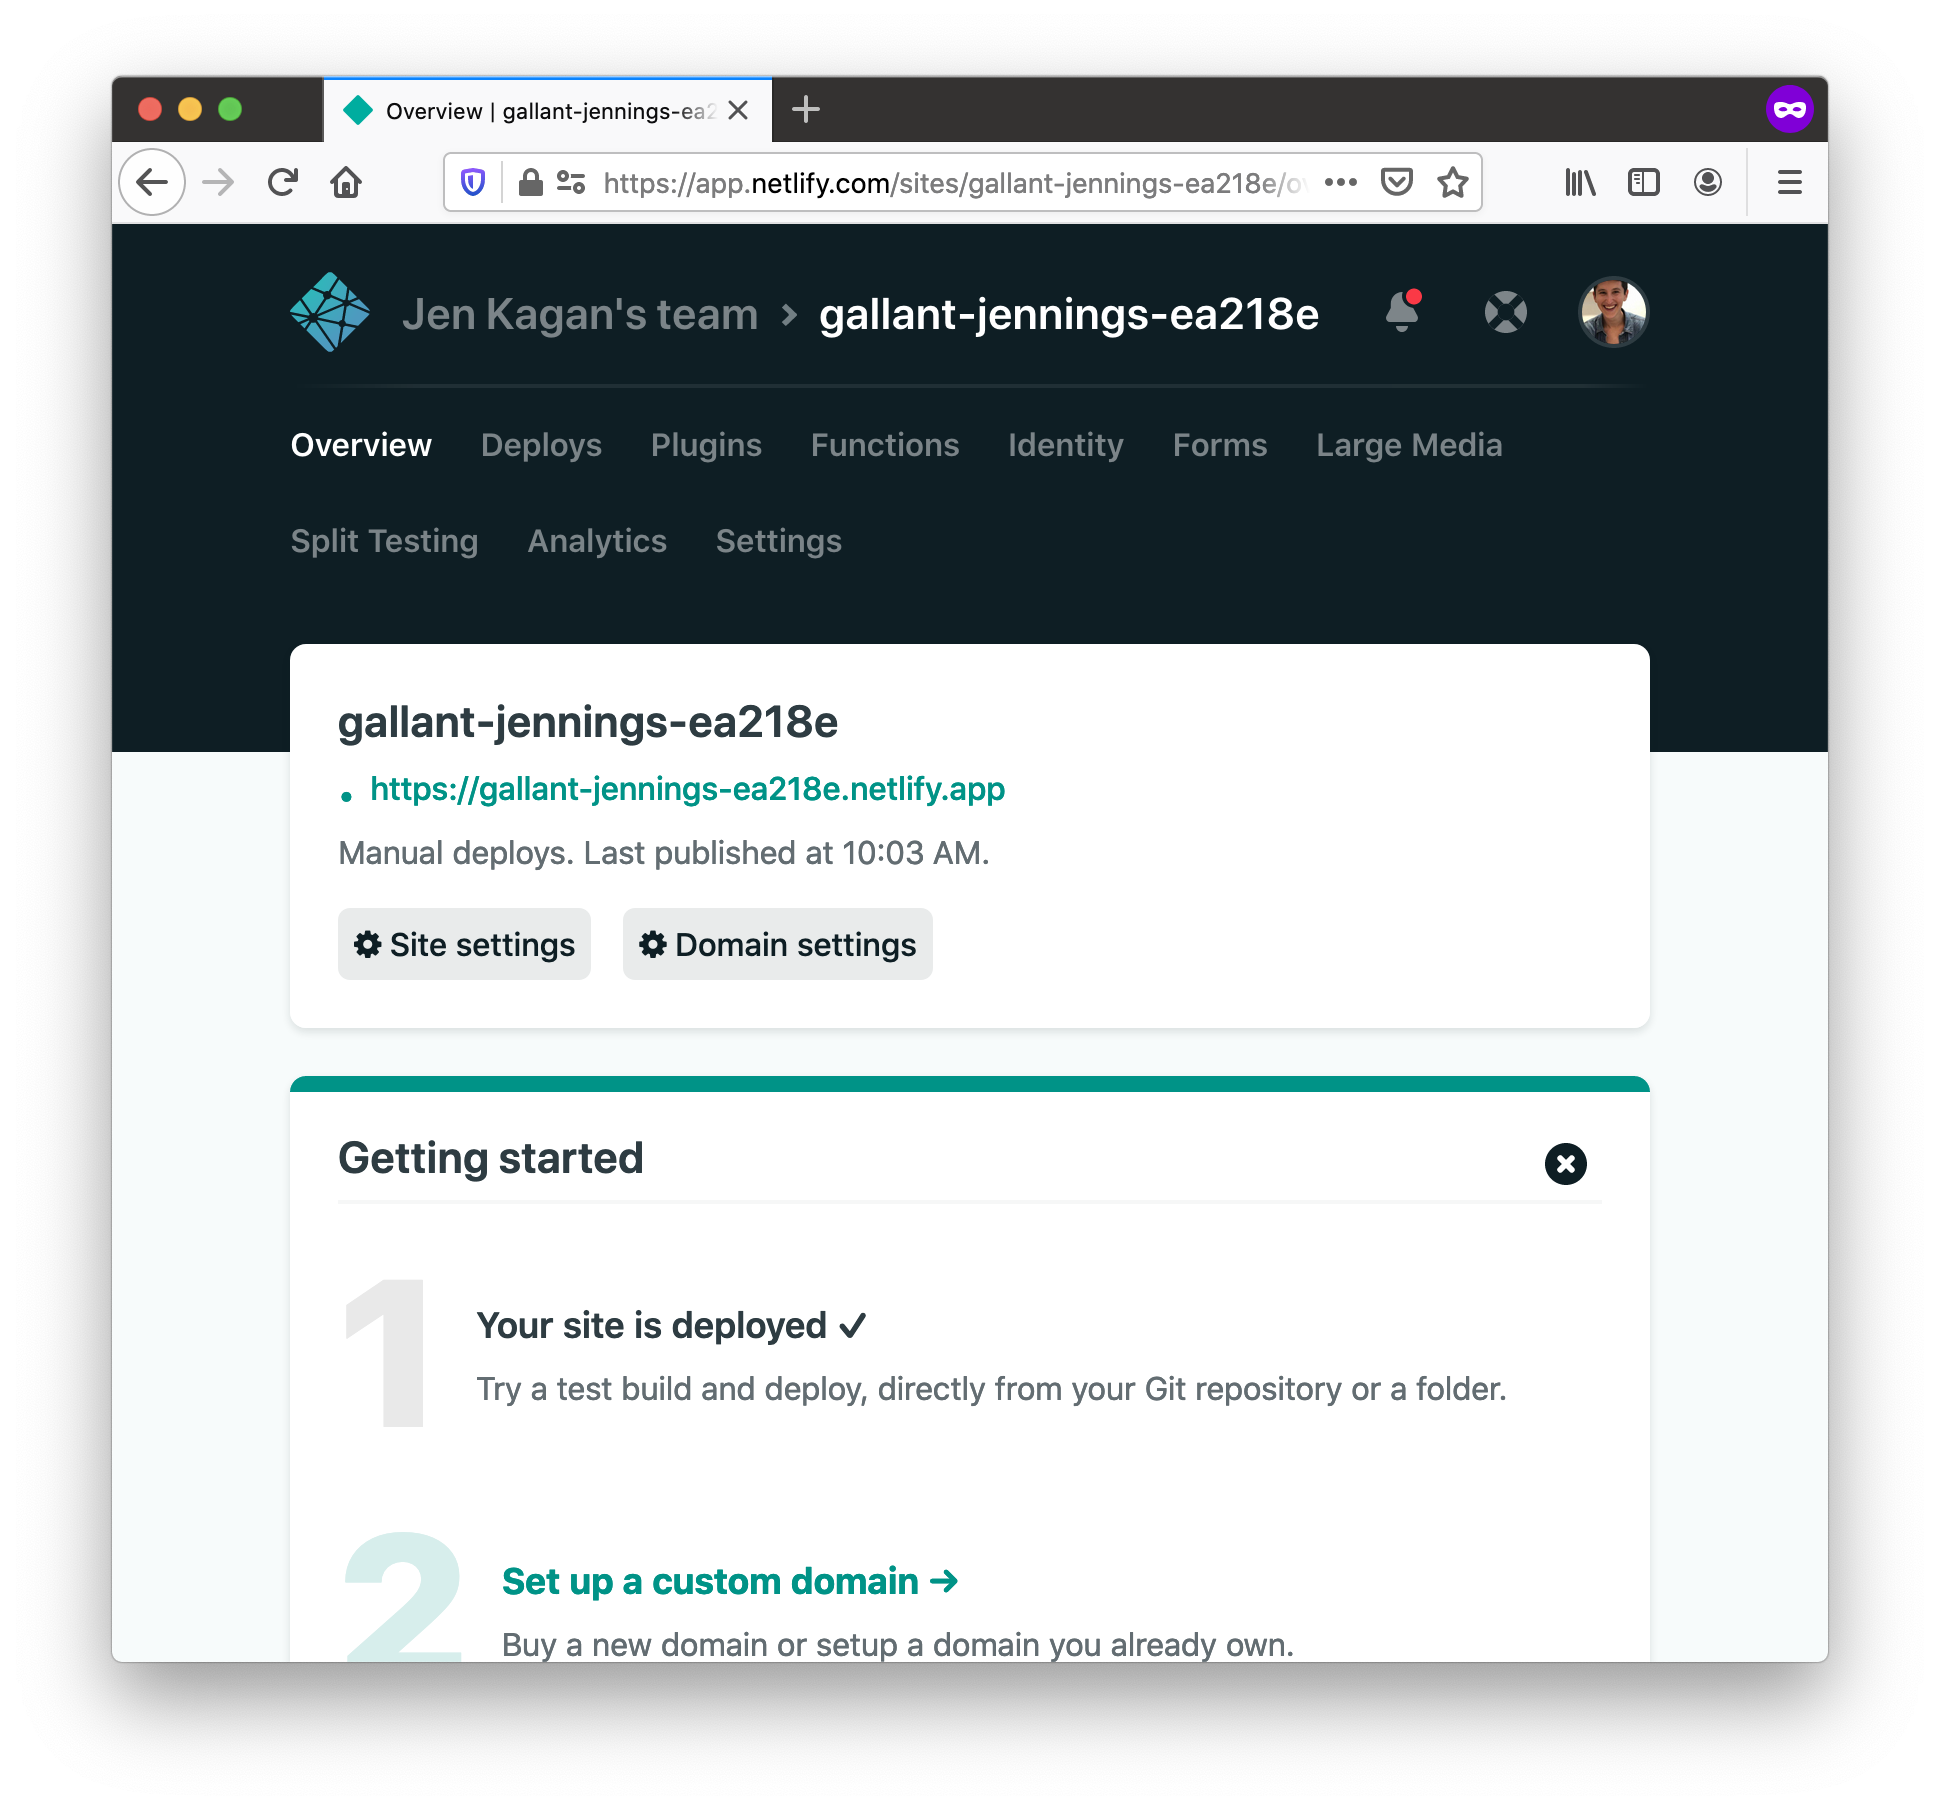 Overview | gallant-jennings-ea2
https://app.netlify.com/sites/gallant-jennings-ea218e/o
Jen Kagan's team > gallant-jennings-ea218e
Overview Deploys Plugins Functions Identity Forms Large Media
Split Testing Analytics Settings
gallant-jennings-ea218e
https://gallant-jennings-ea218e.netlify.app
Manual deploys. Last published at 10:03 AM.
Site settings Domain settings
Getting started
1
Your site is deployed ✓
Try a test build and deploy, directly from your Git repository or a folder.
2
Set up a custom domain →
Buy a new domain or setup a domain you already own.